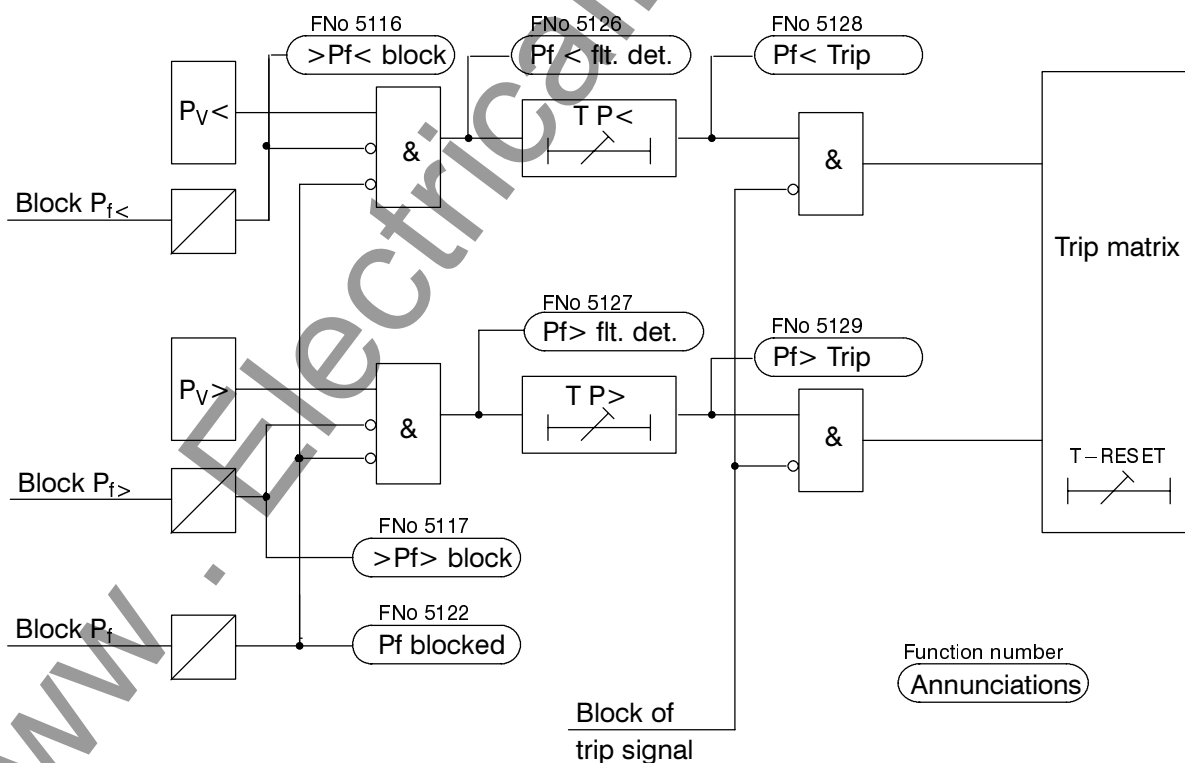 FNo 5116
>Pf< block
FNo 5126
Pf < flt. det.
FNo 5128
Pf< Trip
PV<
&
T P<
&
Block Pf<
Trip matrix
FNo 5127
Pf> flt. det.
FNo 5129
Pf> Trip
PV>
&
T P>
&
T-RESET
Block Pf>
FNo 5117
>Pf> block
FNo 5122
Block Pf
Pf blocked
Function number
Annunciations
Block of
trip signal
ww . Electrical